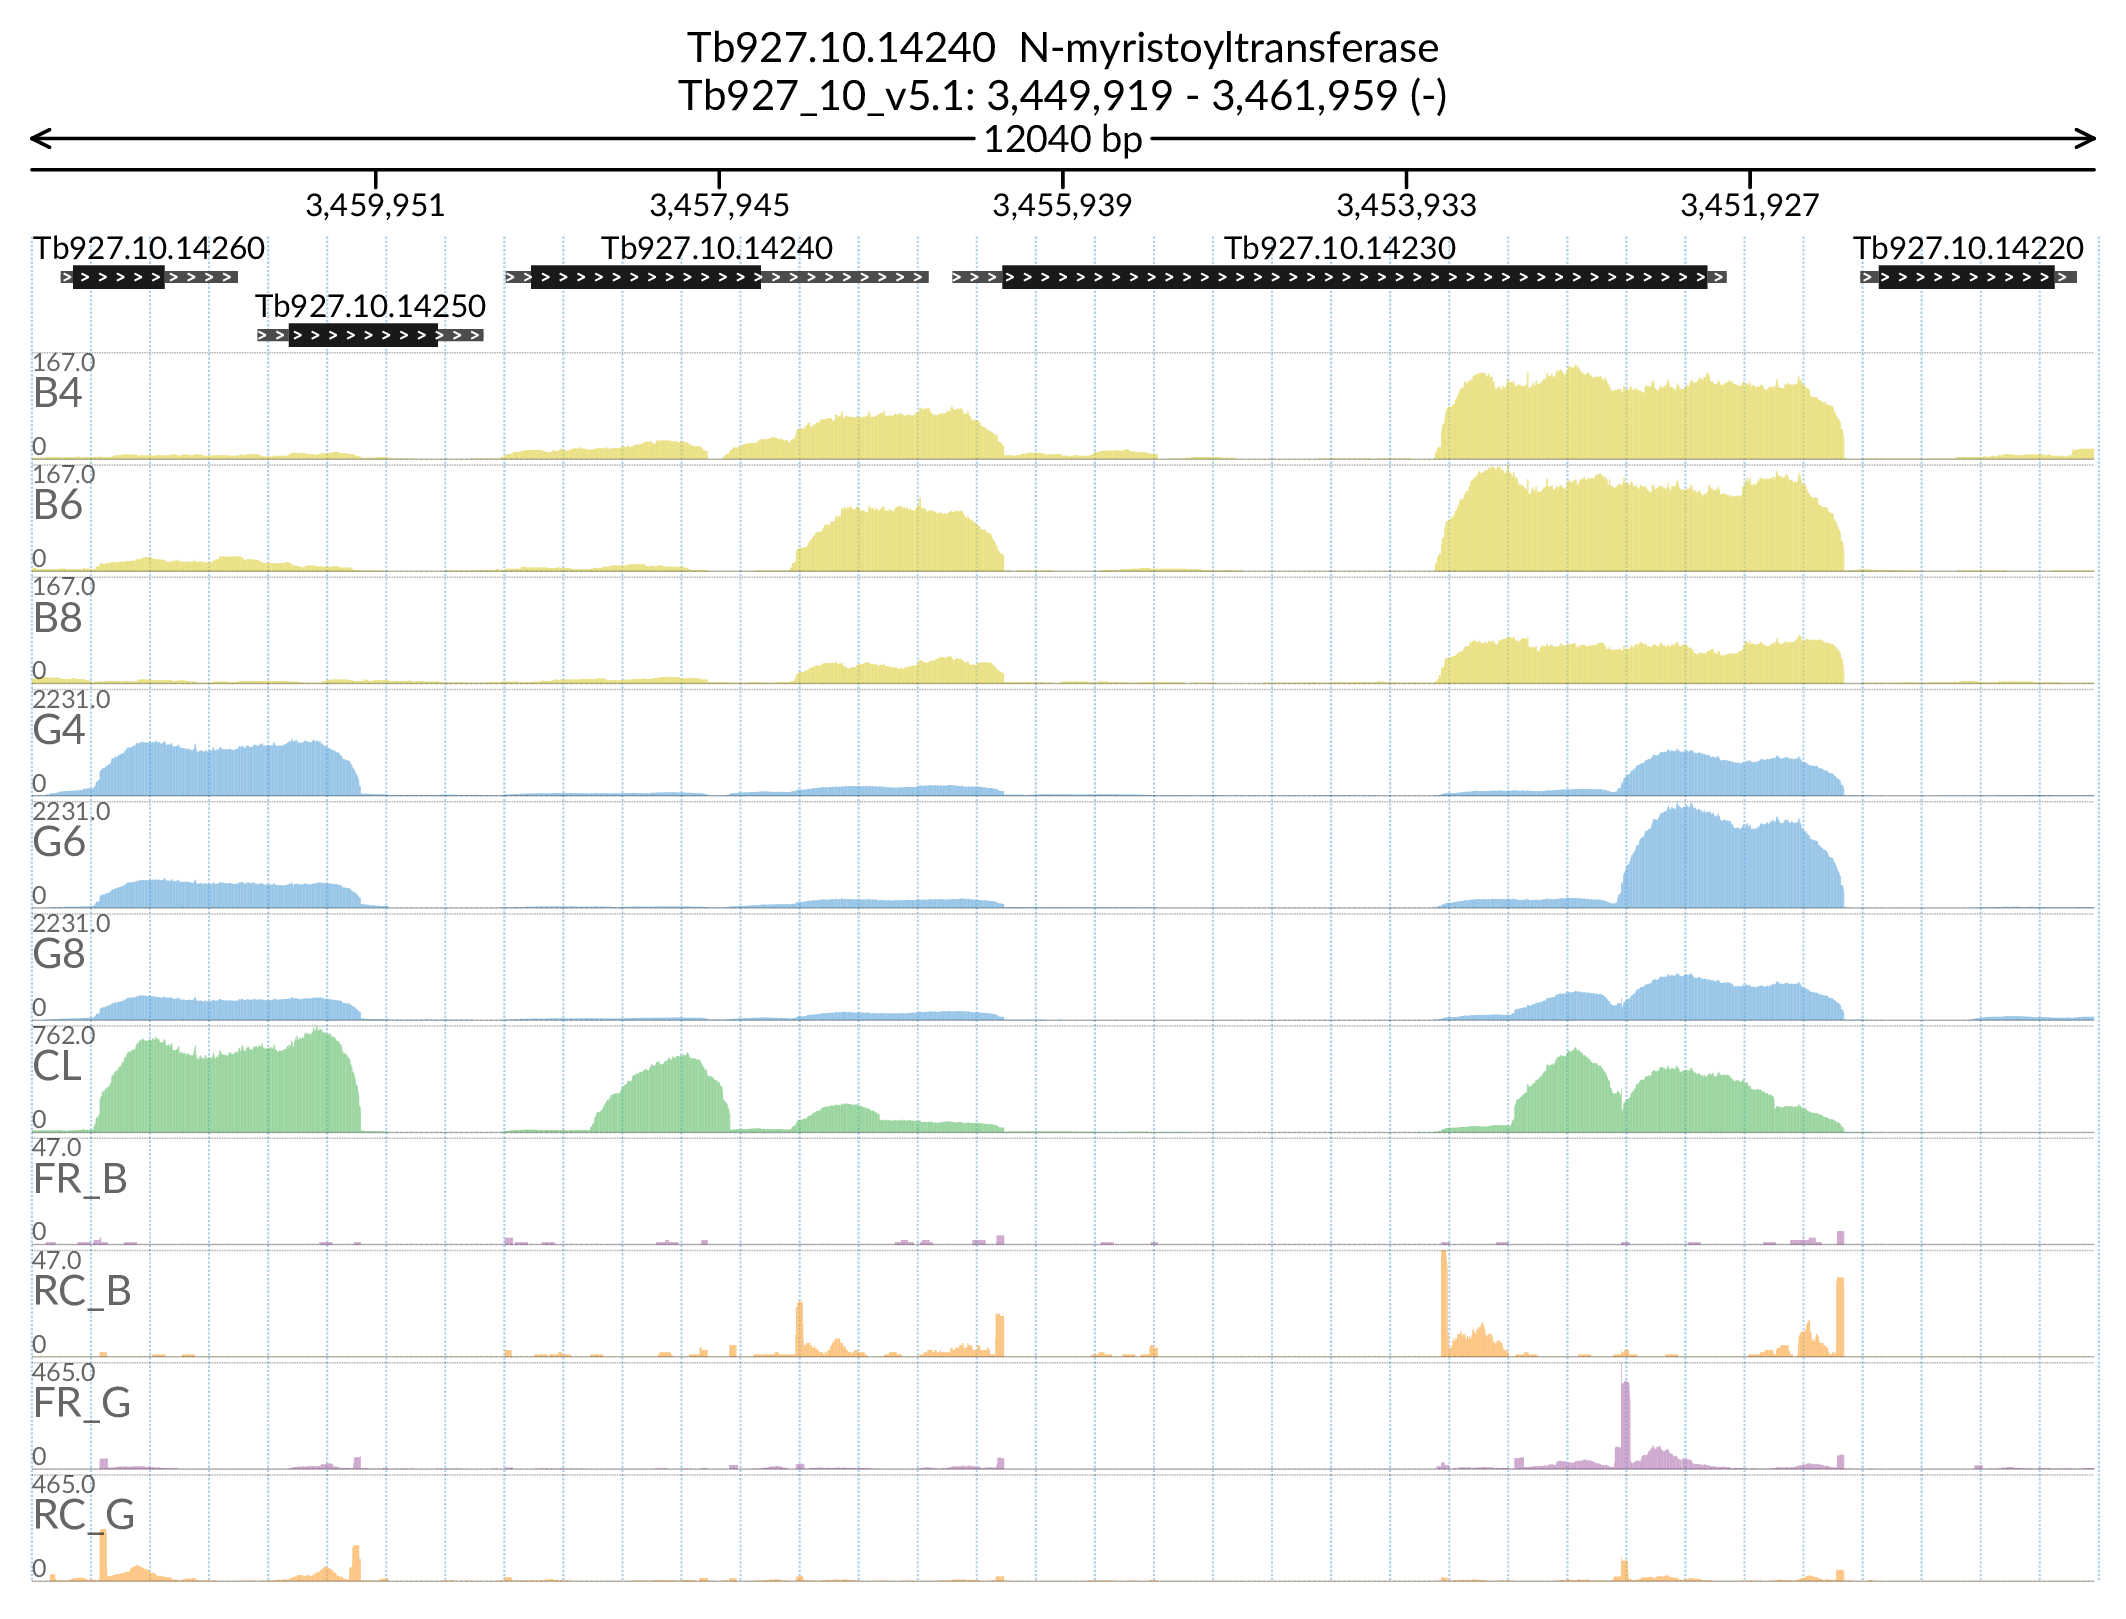 Tb927.10.14240 N-myristoyltransferase
Tb927_10_v5.1: 3,449,919 - 3,461,959 (-)
12040 bp
3,459,951 3,457,945 3,455,939 3,453,933 3,451,927
Tb927.10.14260 Tb927.10.14240 Tb927.10.14230 Tb927.10.14220
Tb927.10.14250
167.0
B4
0
167.0
B6
0
167.0
B8
0
2231.0
G4
0
2231.0
G6
0
2231.0
G8
0
762.0
CL
0
47.0
FR_B
0
47.0
RC_B
0
465.0
FR_G
0
465.0
RC_G
0